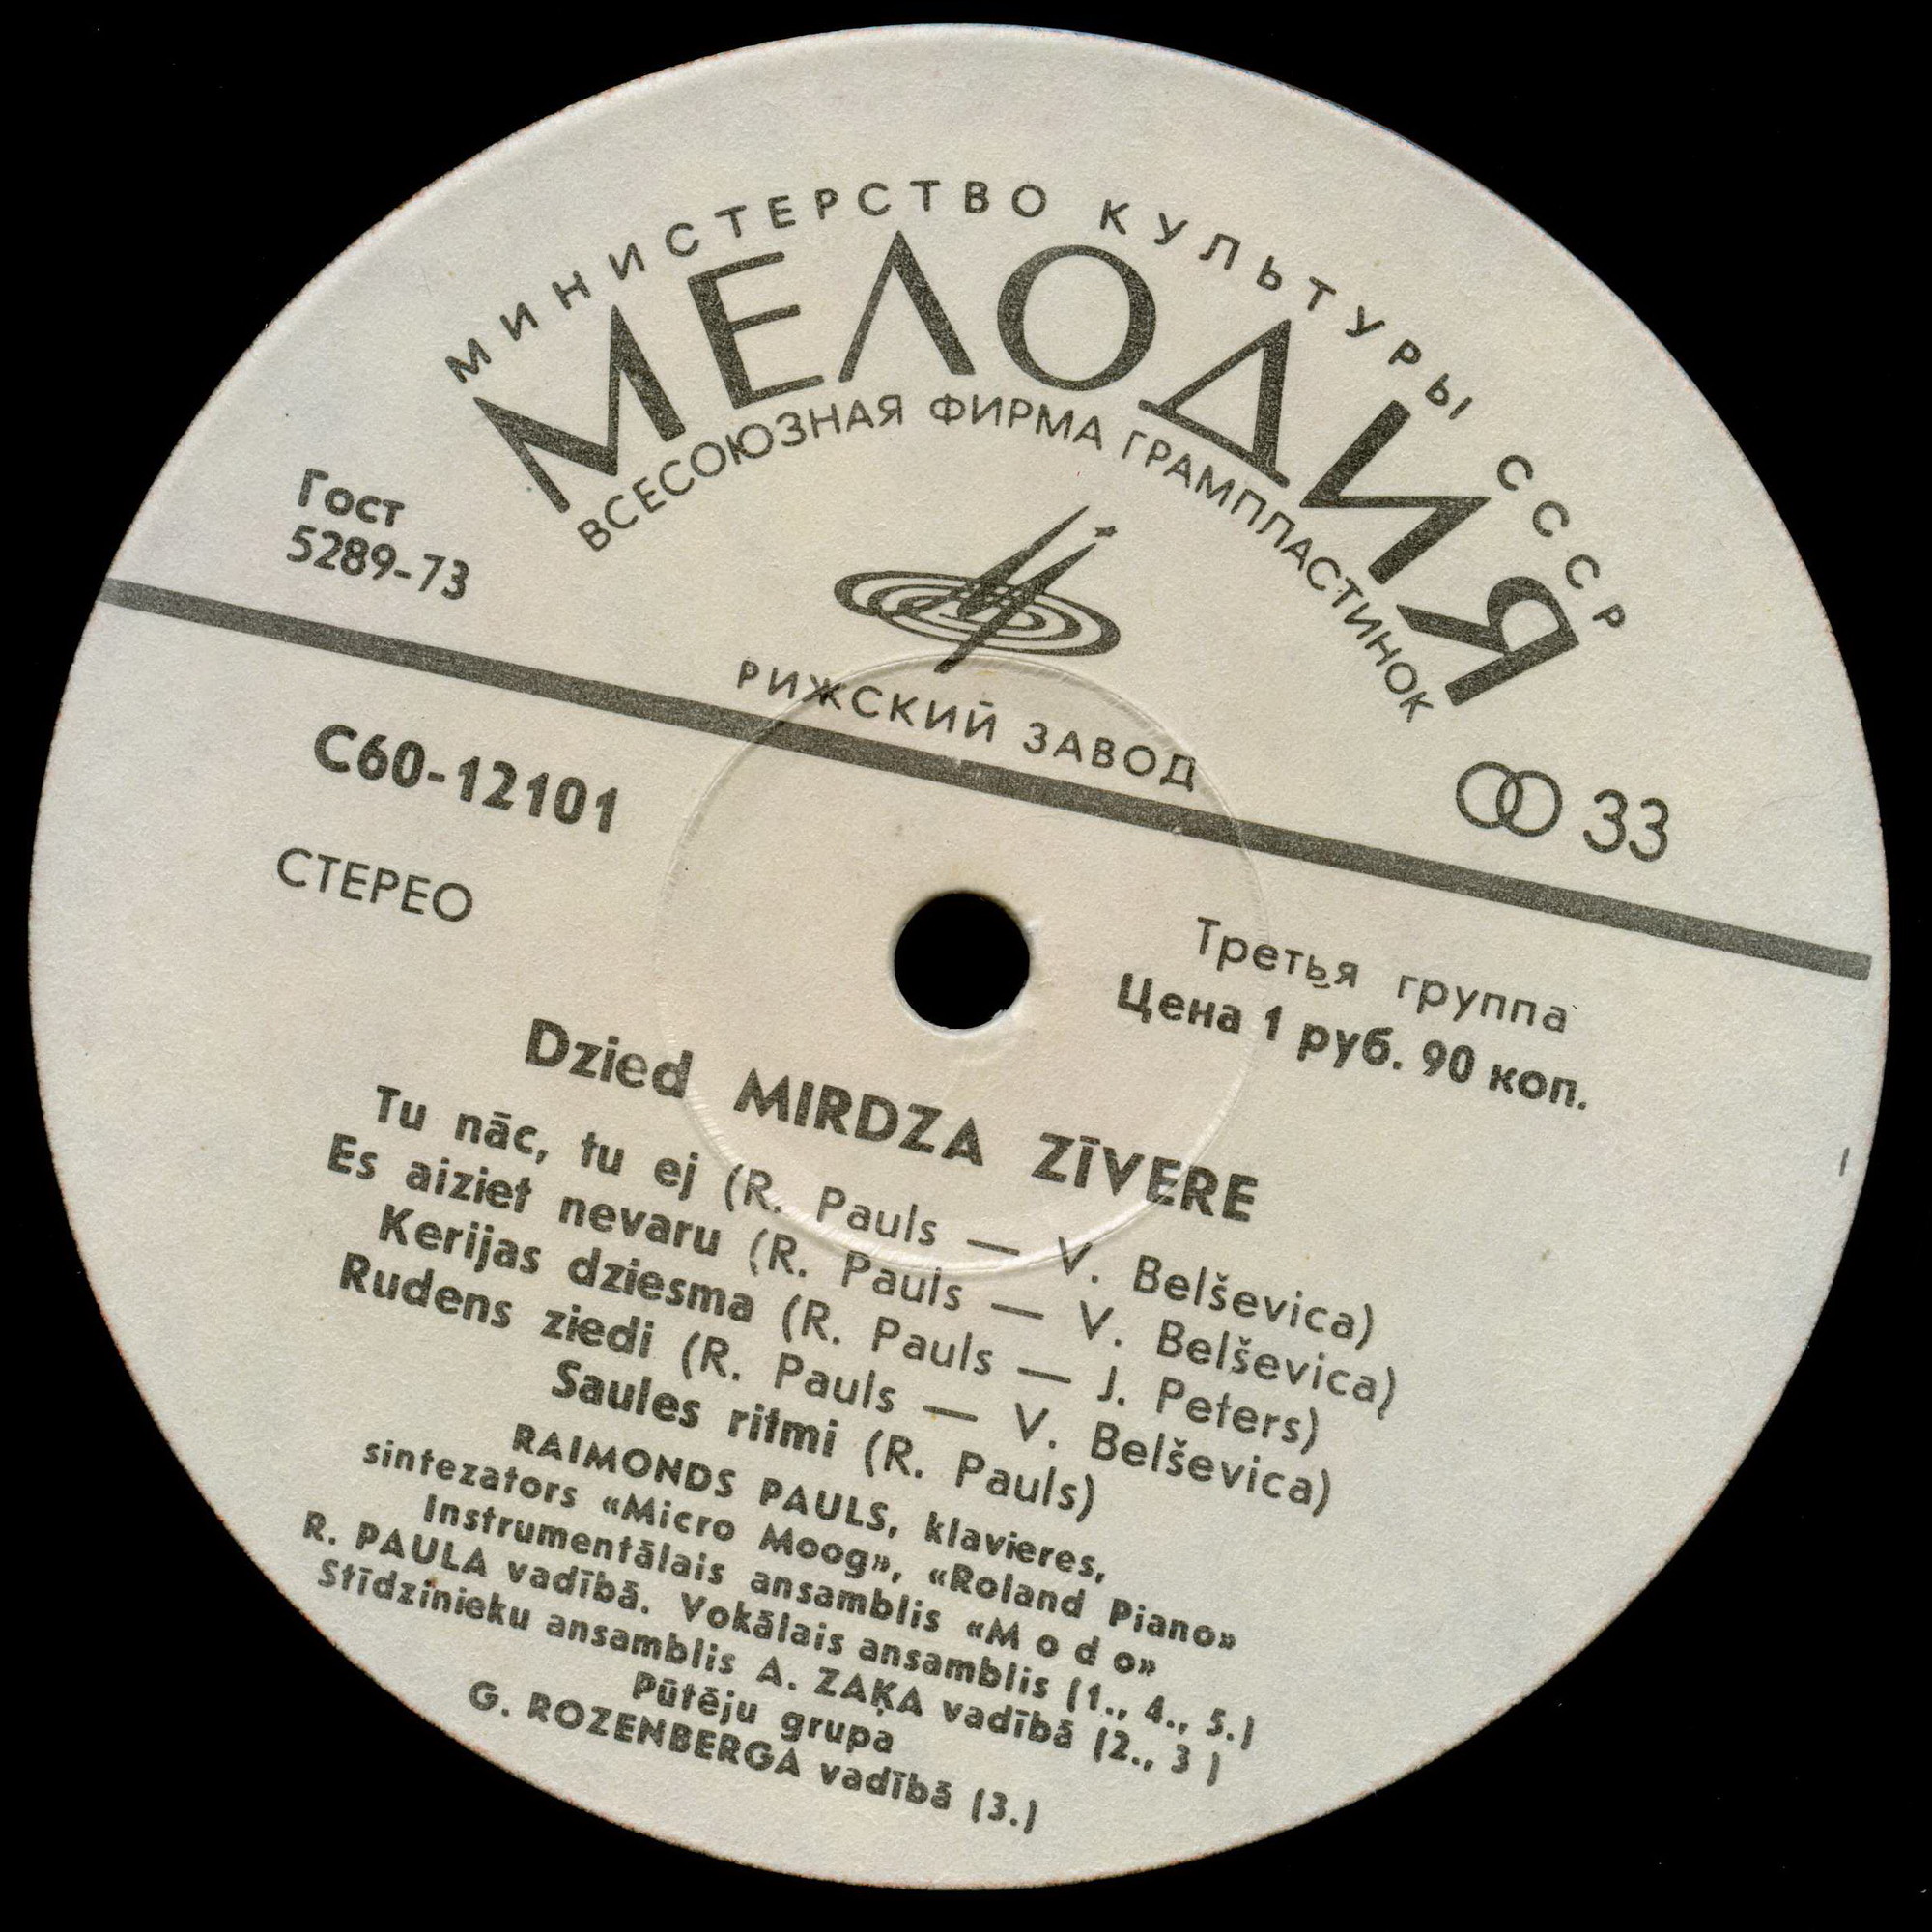 МИНИСТЕРСТВО КУЛЬТУРЫ СССР
МЕЛОДИЯ
ВСЕСОЮЗНАЯ ФИРМА ГРАМПЛАСТИНОК
Гост
5289-73
РИЖСКИЙ ЗАВОД
33
С60-12101
СТЕРЕО
Третья группа
Цена 1 руб. 90 коп.
Dzied MIRDZA ZĪVERE
Tu nāc, tu ej (R. Pauls — V. Belševica)
Es aiziet nevaru (R. Pauls — V. Belševica)
Kerijas dziesma (R. Pauls — J. Peters)
Rudens ziedi (R. Pauls — V. Belševica)
Saules ritmi (R. Pauls)
RAIMONDS PAULS, klavieres,
sintezators «Micro Moog», «Roland Piano»
Instrumentālais ansamblis «M o d o»
R. PAULA vadībā. Vokālais ansamblis (1., 4., 5.)
Stīdzinieku ansamblis A. ZAĶA vadībā (2., 3 )
Pūtēju grupa
G. ROZENBERGA vadībā (3.)